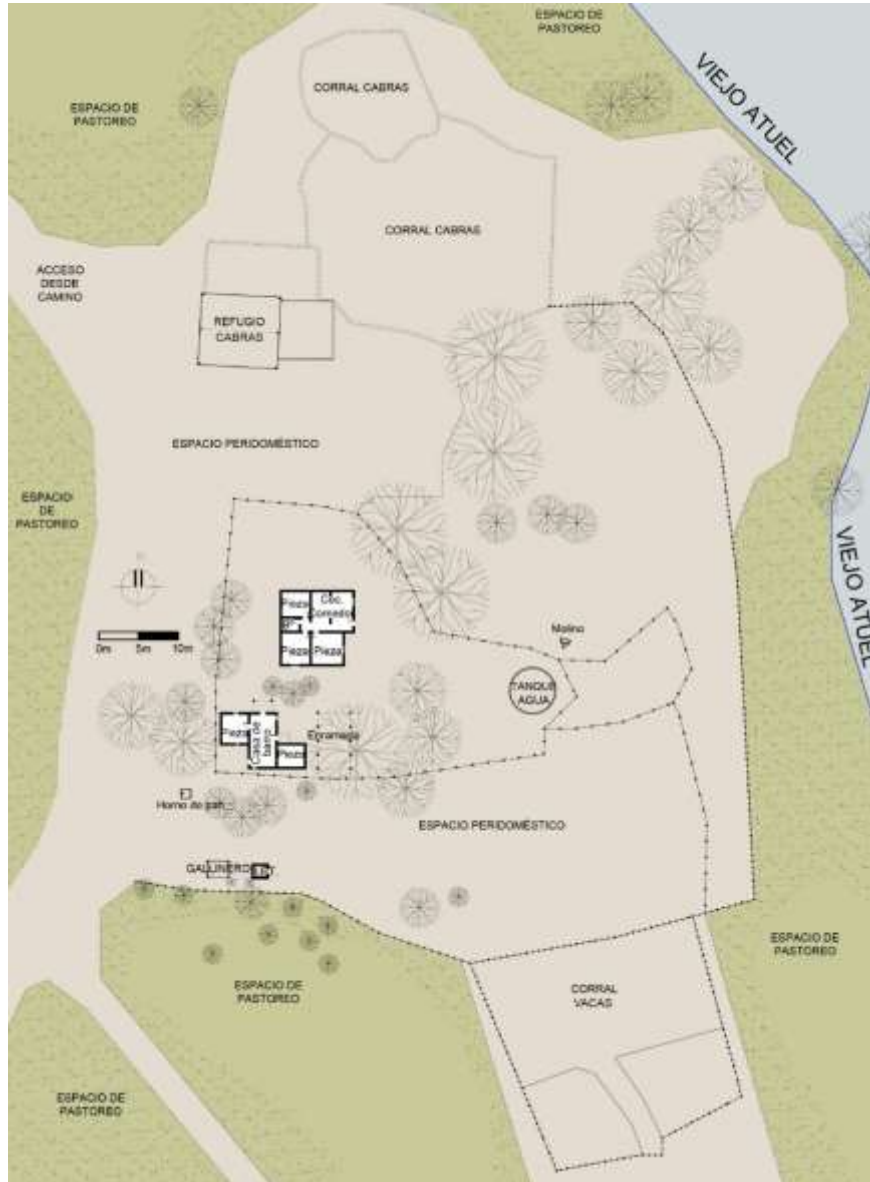 ESPACIO DE
PASTOREO
VIEJO ATUEL
CORRAL CABRAS
ESPACIO DE
PASTOREO
CORRAL CABRAS
ACCESO
DESDE
CAMINO
REFUGIO
CABRAS
ESPACIO PERIDOMÉSTICO
ESPACIO
DE
PASTOREO
VIEJO ATUEL
Pieza
Coc.
Comedor
Pieza
Pieza
0m 5m 10m
Molino
TANQUE
AGUA
Pieza
Casa de
barro
Pieza
Enramada
Horno de pan
ESPACIO PERIDOMÉSTICO
GALLINERO
ESPACIO DE
PASTOREO
ESPACIO DE
PASTOREO
CORRAL
VACAS
ESPACIO DE
PASTOREO